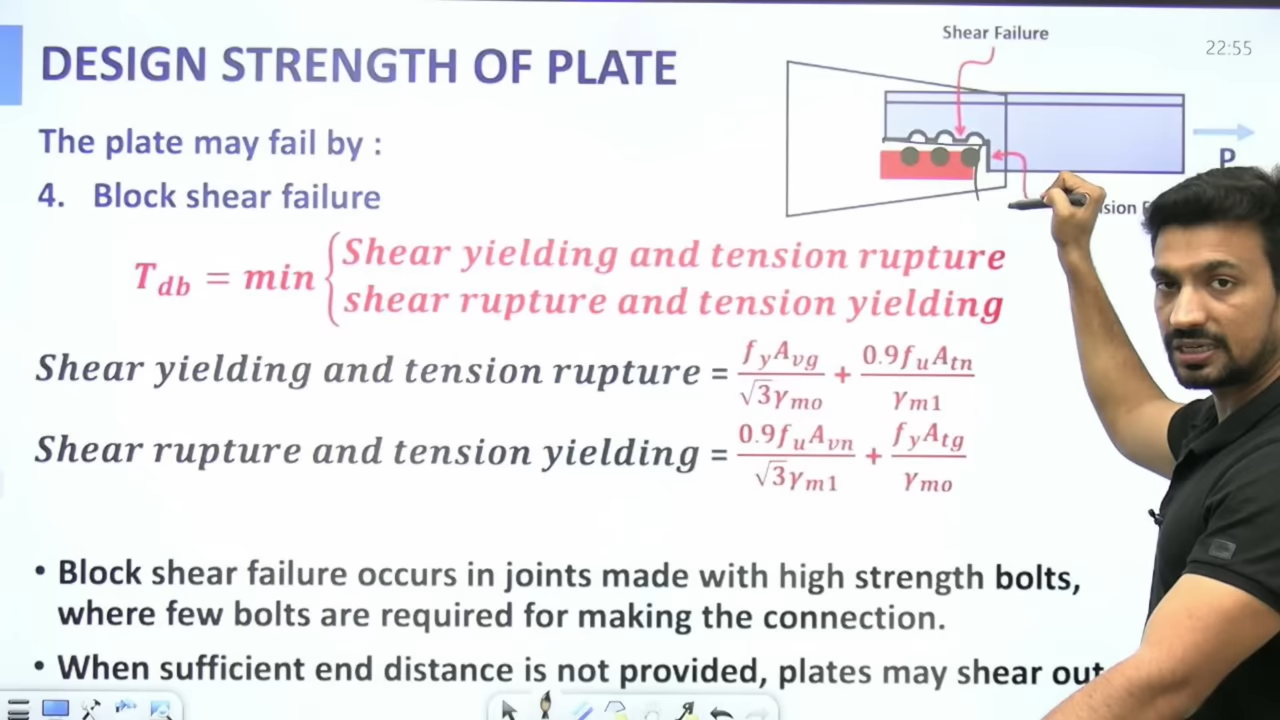 Shear Failure
22:55
DESIGN STRENGTH OF PLATE
The plate may fail by :
P
4. Block shear failure
T_db = min { Shear yielding and tension rupture
shear rupture and tension yielding
Shear yielding and tension rupture = f_y A_vg / √3 γ_mo + 0.9 f_u A_tn / γ_m1
Shear rupture and tension yielding = 0.9 f_u A_vn / √3 γ_m1 + f_y A_tg / γ_mo
• Block shear failure occurs in joints made with high strength bolts,
where few bolts are required for making the connection.
• When sufficient end distance is not provided, plates may shear out